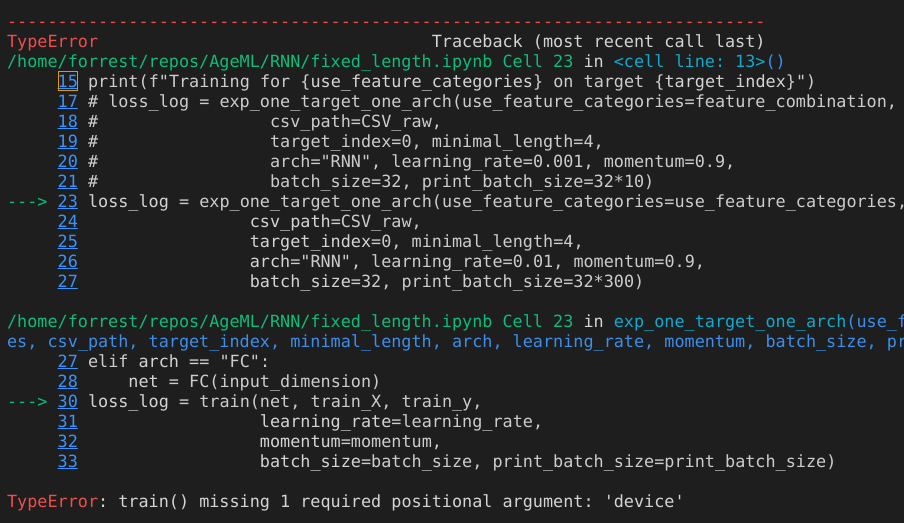 ---------------------------------------------------------------------------
TypeError                                 Traceback (most recent call last)
/home/forrest/repos/AgeML/RNN/fixed_length.ipynb Cell 23 in <cell line: 13>()
     15 print(f"Training for {use_feature_categories} on target {target_index}")
     17 # loss_log = exp_one_target_one_arch(use_feature_categories=feature_combination,
     18 #                 csv_path=CSV_raw,
     19 #                 target_index=0, minimal_length=4,
     20 #                 arch="RNN", learning_rate=0.001, momentum=0.9,
     21 #                 batch_size=32, print_batch_size=32*10)
---> 23 loss_log = exp_one_target_one_arch(use_feature_categories=use_feature_categories,
     24                 csv_path=CSV_raw,
     25                 target_index=0, minimal_length=4,
     26                 arch="RNN", learning_rate=0.01, momentum=0.9,
     27                 batch_size=32, print_batch_size=32*300)
/home/forrest/repos/AgeML/RNN/fixed_length.ipynb Cell 23 in exp_one_target_one_arch(use_f
es, csv_path, target_index, minimal_length, arch, learning_rate, momentum, batch_size, pr
     27 elif arch == "FC":
     28     net = FC(input_dimension)
---> 30 loss_log = train(net, train_X, train_y,
     31                  learning_rate=learning_rate,
     32                  momentum=momentum,
     33                  batch_size=batch_size, print_batch_size=print_batch_size)
TypeError: train() missing 1 required positional argument: 'device'